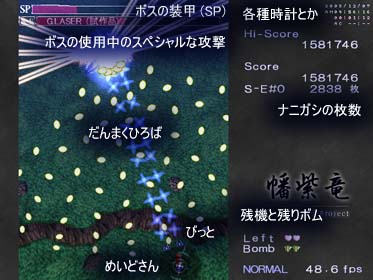 SP
ボスの装甲 (SP)
G.LASER (試作品)
ボスの使用中のスペシャルな攻撃
だんまくひろば
びっと
めいどさん
各種時計とか
Hi-Score
1581746
Score
1581746
S-E#0 2838 枚
ナニガシの枚数
幡紫竜
project
残機と残りボム
Left
Bomb
NORMAL 48.6 fps